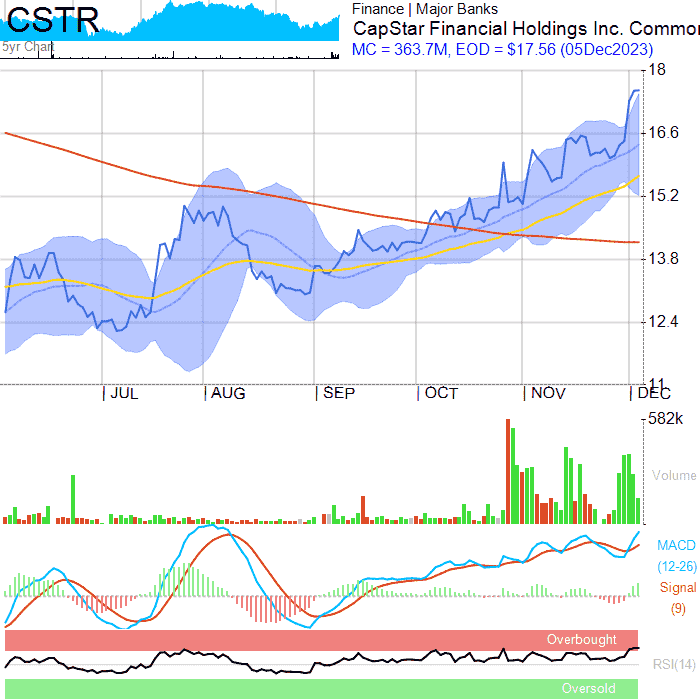 CSTR
5yr Chart
Finance | Major Banks
CapStar Financial Holdings Inc. Common
MC = 363.7M, EOD = $17.56 (05Dec2023)
18
16.6
15.2
13.8
12.4
11
JUL AUG SEP OCT NOV DEC
582k
Volume
MACD
(12-26)
Signal
(9)
Overbought
RSI(14)
Oversold